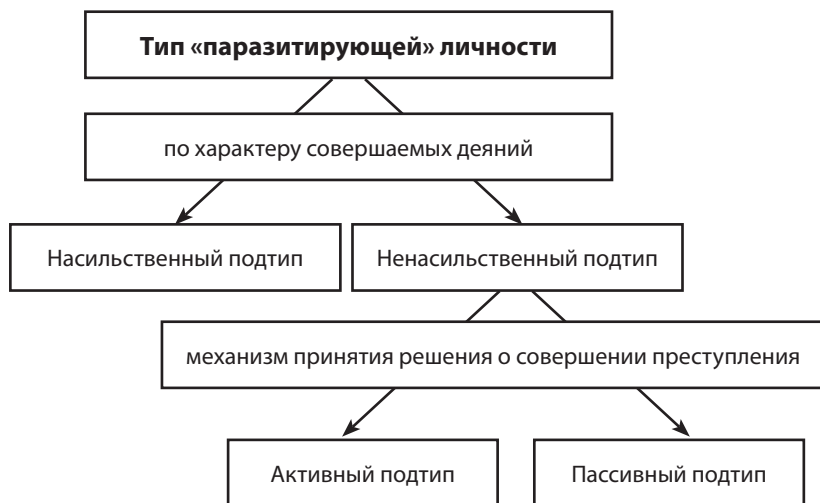 Тип «паразитирующей» личности
по характеру совершаемых деяний
Насильственный подтип
Ненасильственный подтип
механизм принятия решения о совершении преступления
Активный подтип
Пассивный подтип